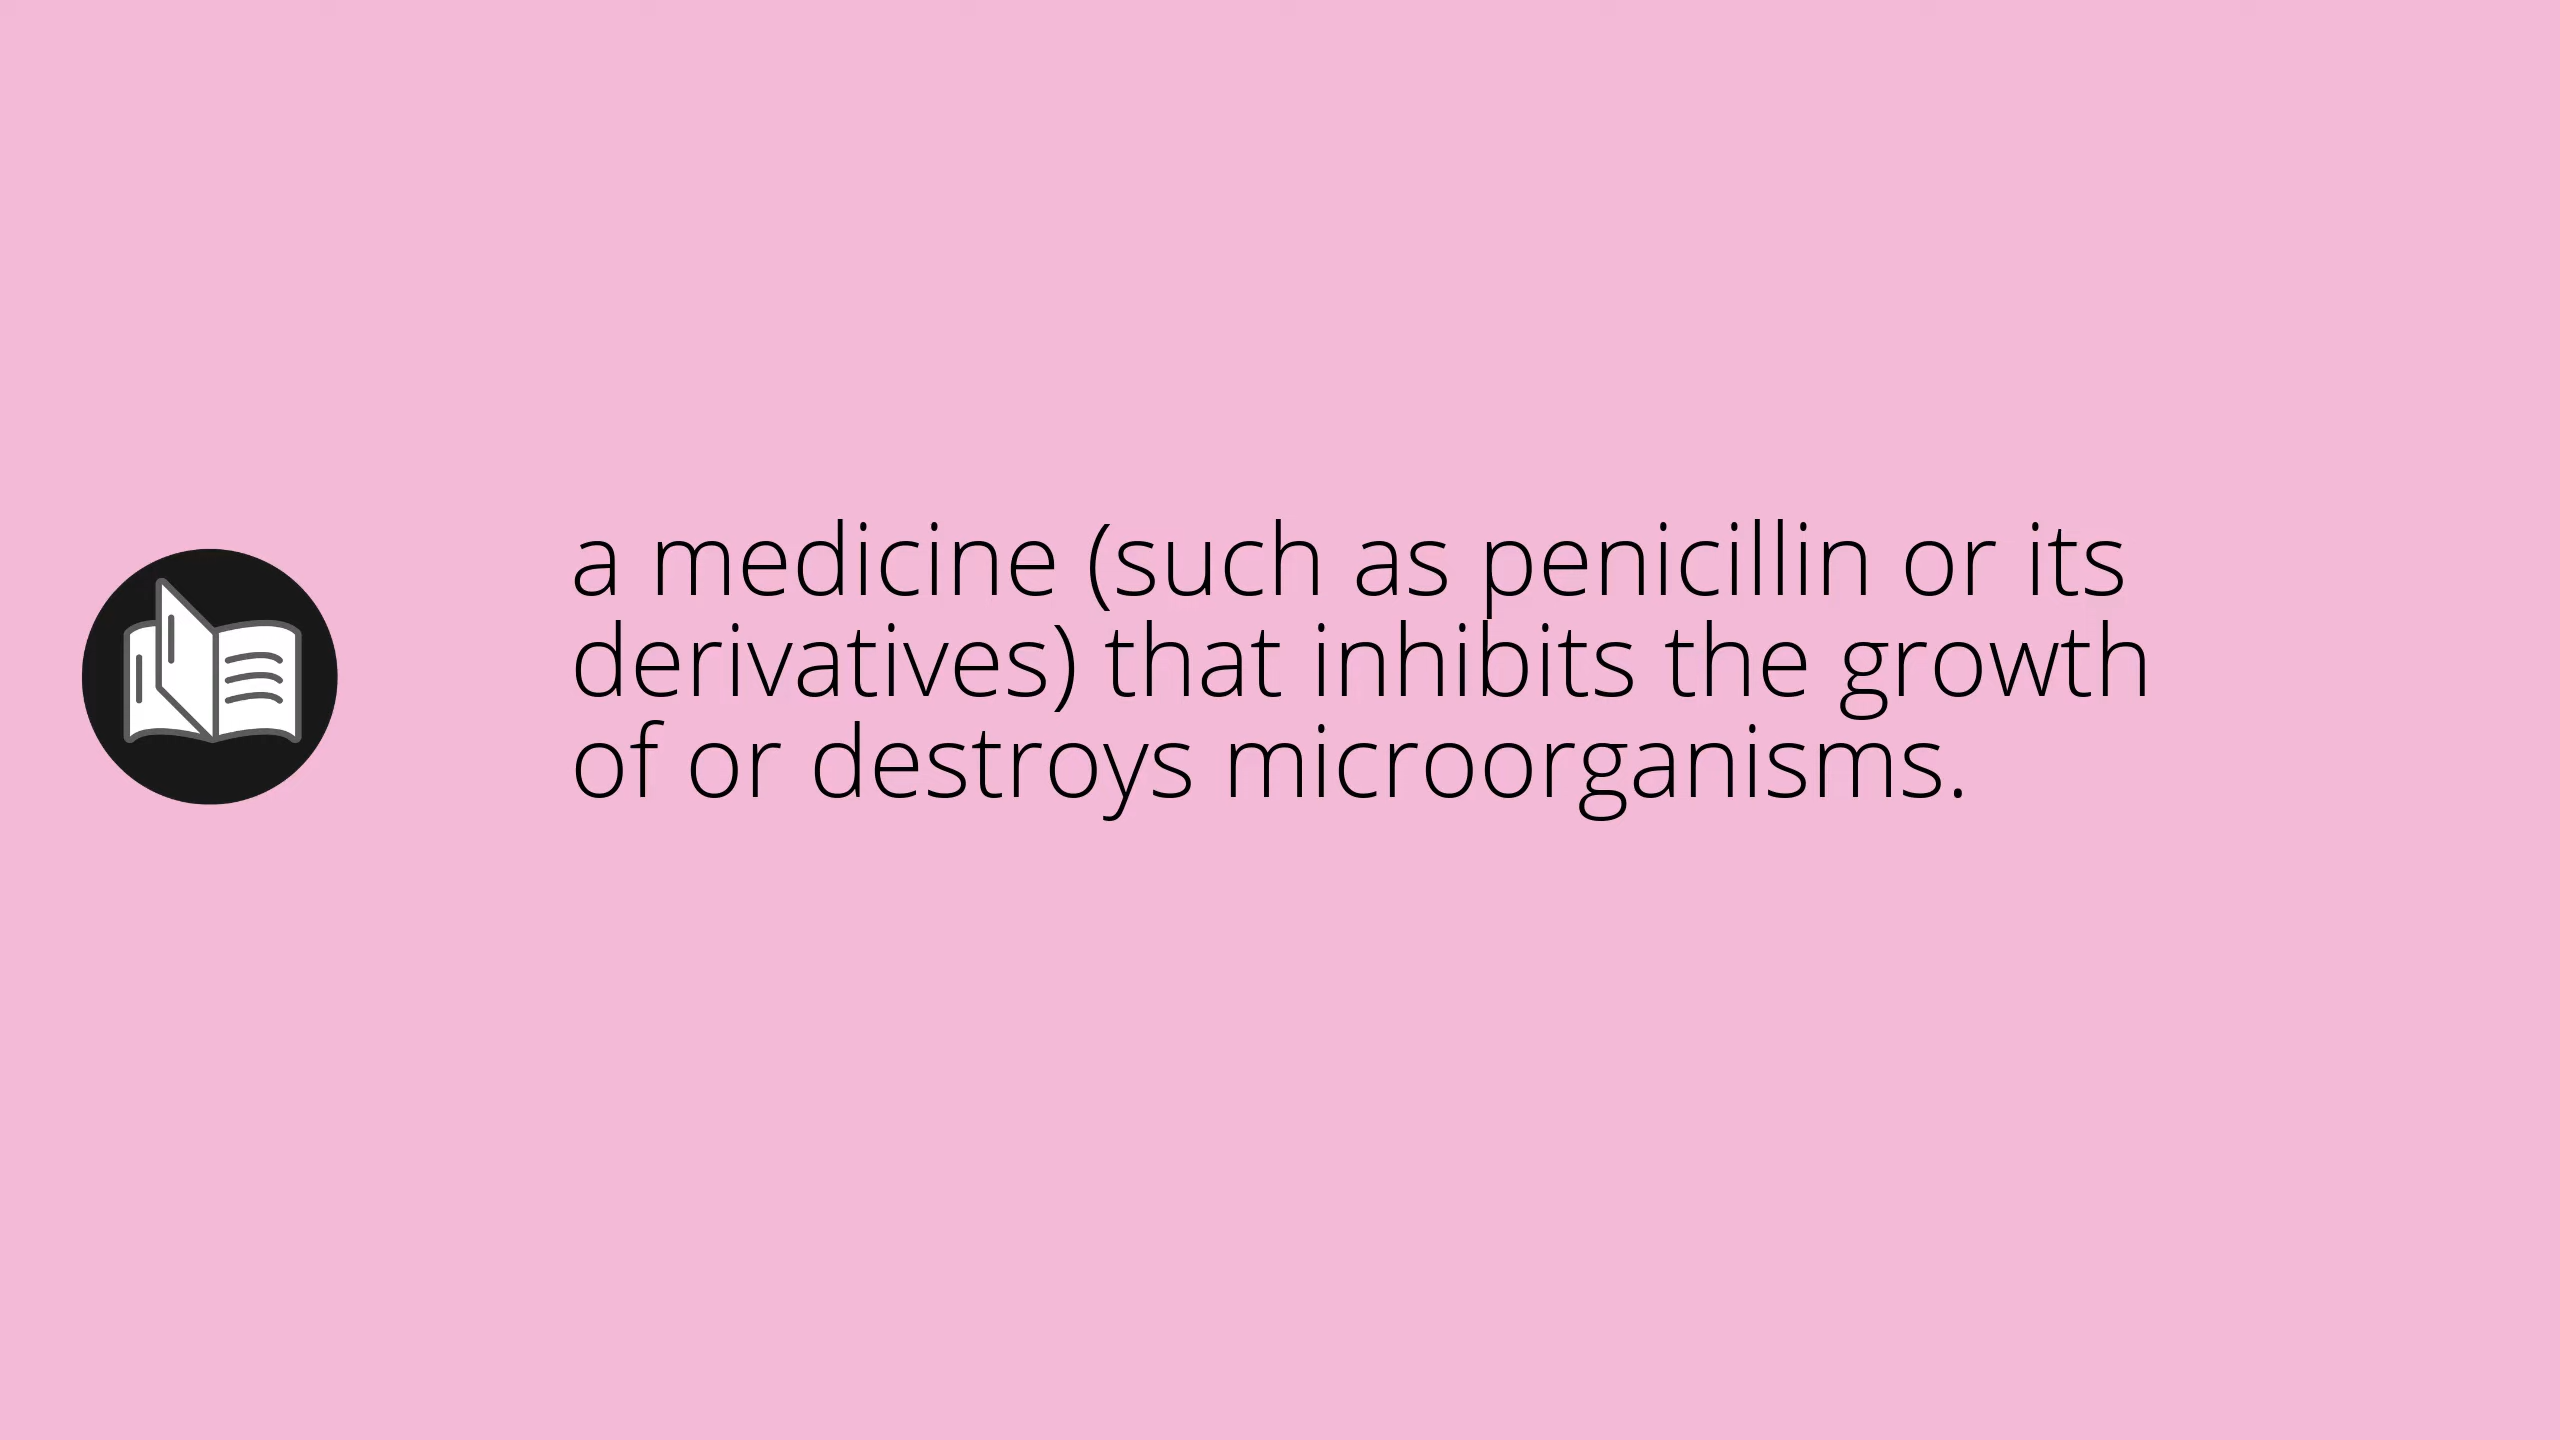 a medicine (such as penicillin or its
derivatives) that inhibits the growth
of or destroys microorganisms.